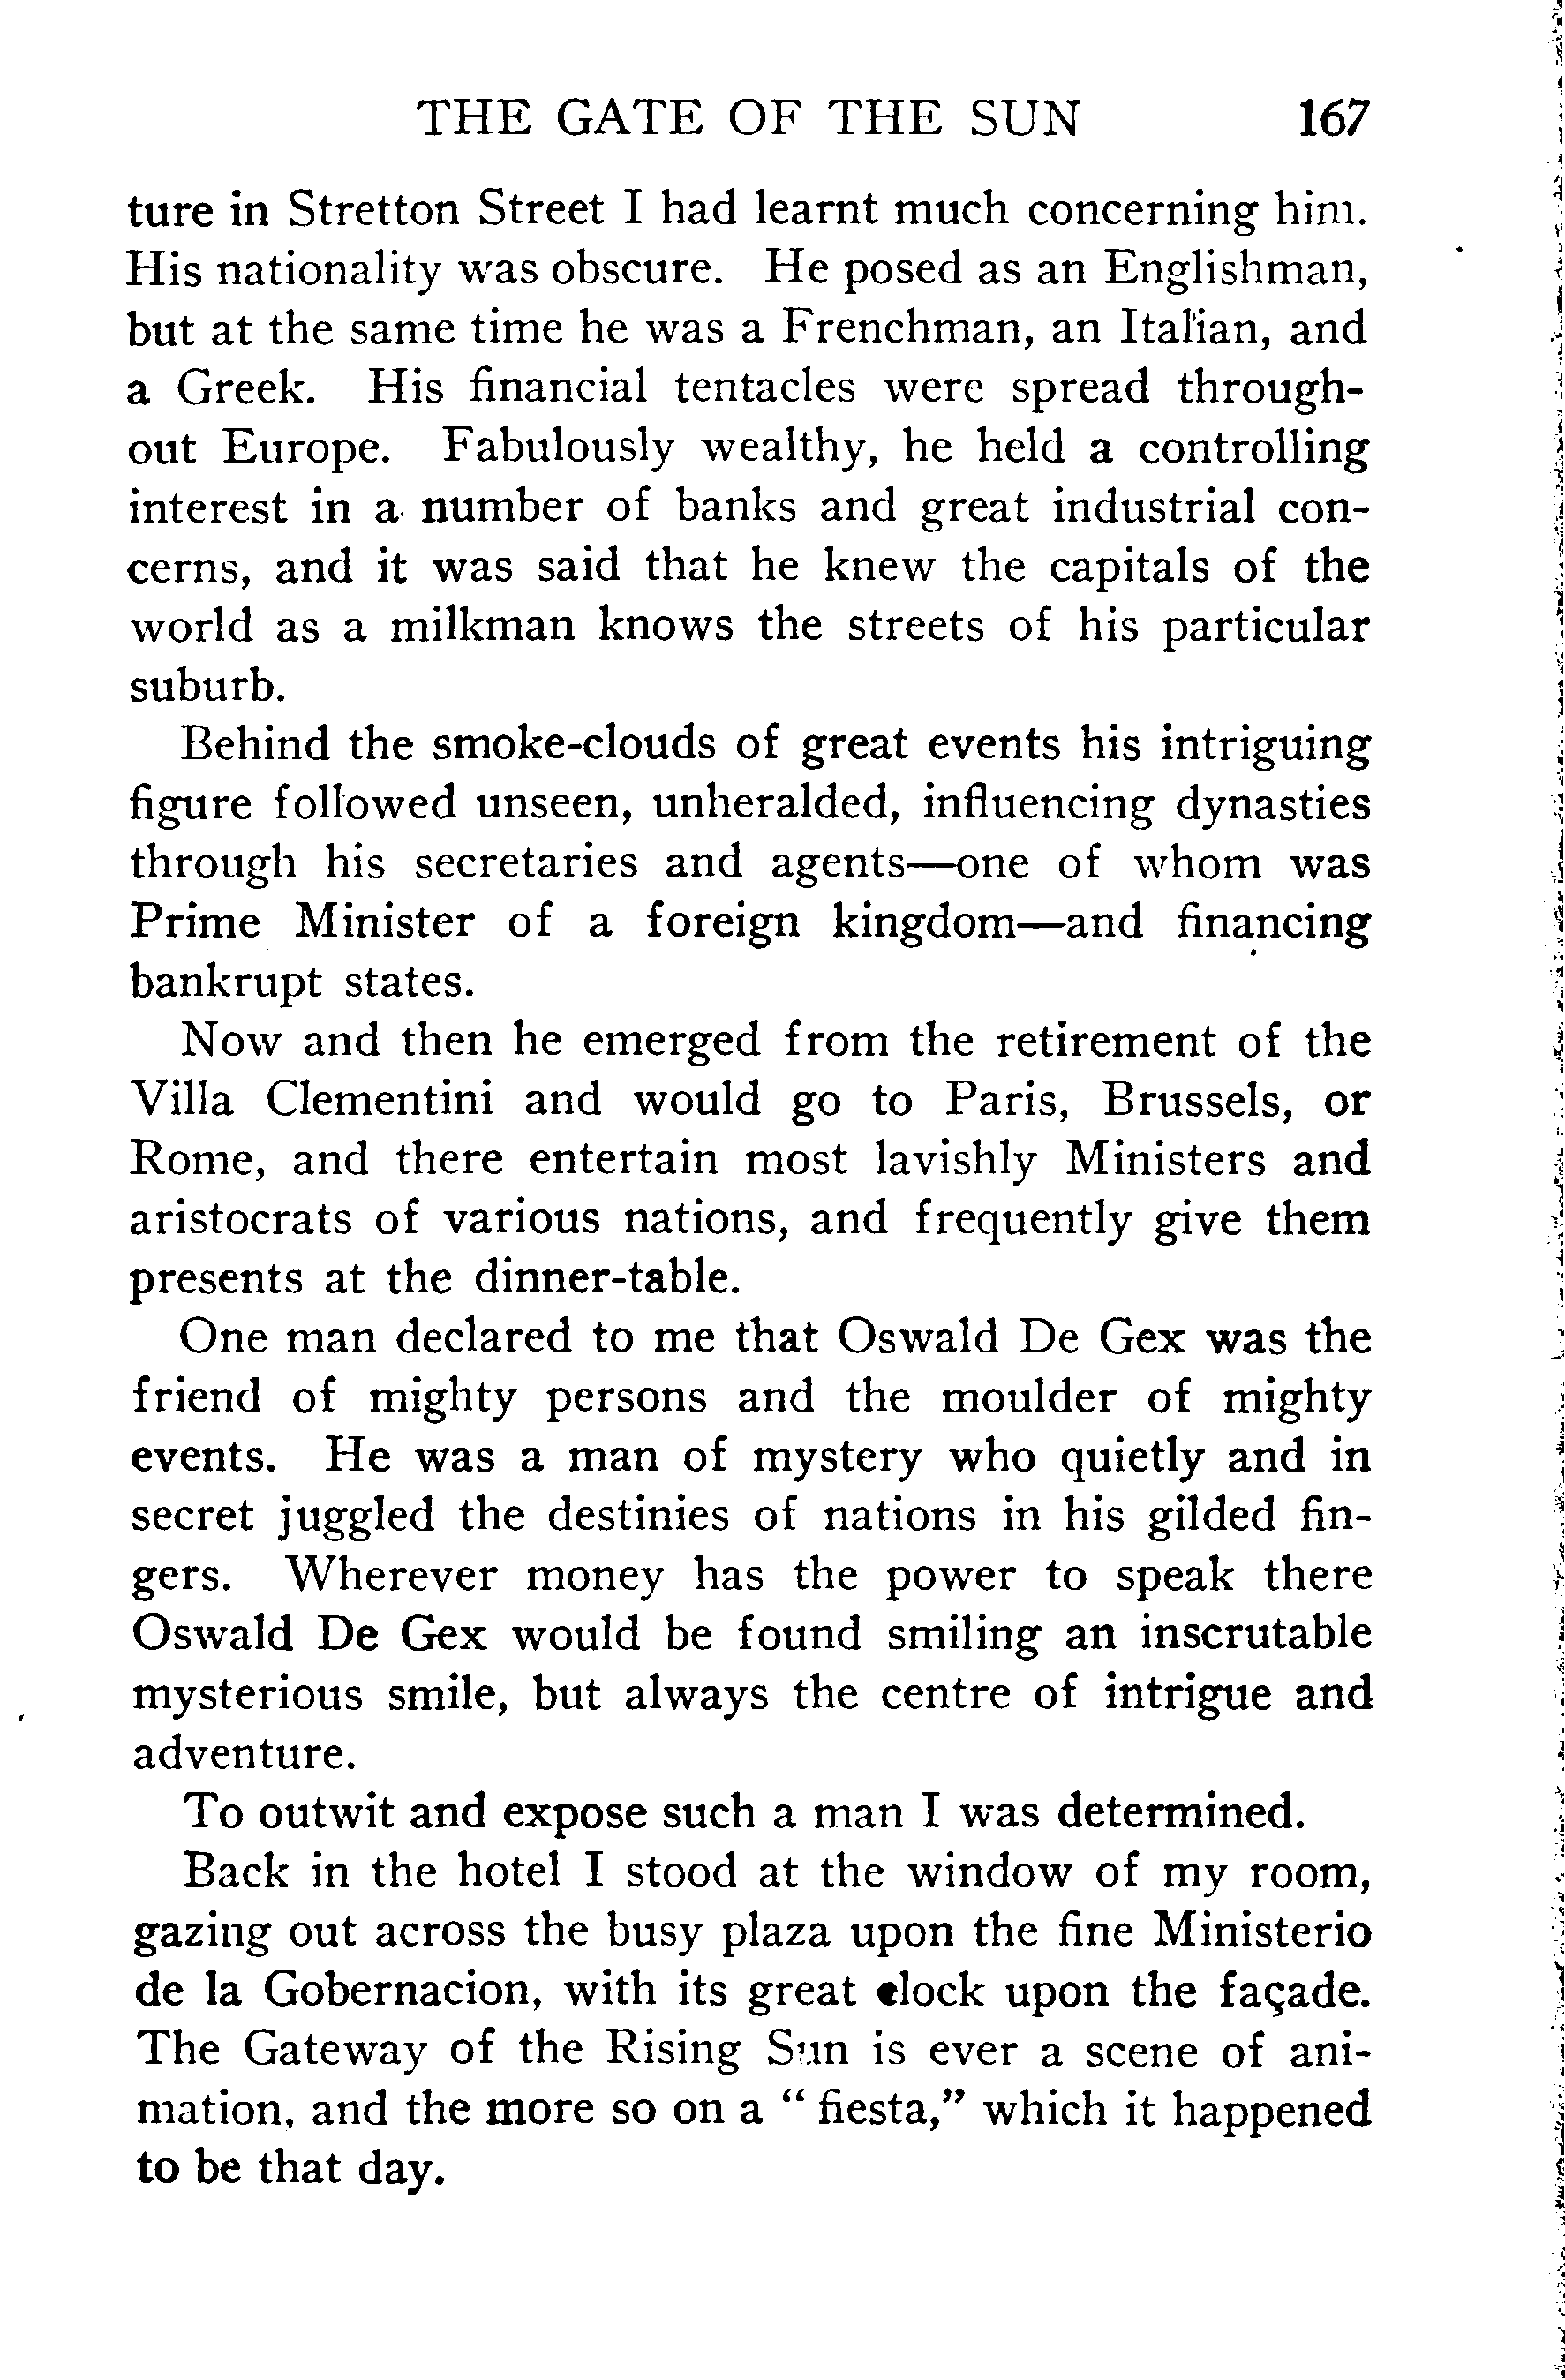 THE GATE OF THE SUN 167
ture in Stretton Street I had learnt much concerning him.
His nationality was obscure. He posed as an Englishman,
but at the same time he was a Frenchman, an Italian, and
a Greek. His financial tentacles were spread through-
out Europe. Fabulously wealthy, he held a controlling
interest in a number of banks and great industrial con-
cerns, and it was said that he knew the capitals of the
world as a milkman knows the streets of his particular
suburb.
Behind the smoke-clouds of great events his intriguing
figure followed unseen, unheralded, influencing dynasties
through his secretaries and agents—one of whom was
Prime Minister of a foreign kingdom—and financing
bankrupt states.
Now and then he emerged from the retirement of the
Villa Clementini and would go to Paris, Brussels, or
Rome, and there entertain most lavishly Ministers and
aristocrats of various nations, and frequently give them
presents at the dinner-table.
One man declared to me that Oswald De Gex was the
friend of mighty persons and the moulder of mighty
events. He was a man of mystery who quietly and in
secret juggled the destinies of nations in his gilded fin-
gers. Wherever money has the power to speak there
Oswald De Gex would be found smiling an inscrutable
mysterious smile, but always the centre of intrigue and
adventure.
To outwit and expose such a man I was determined.
Back in the hotel I stood at the window of my room,
gazing out across the busy plaza upon the fine Ministerio
de la Gobernacion, with its great clock upon the façade.
The Gateway of the Rising Sun is ever a scene of ani-
mation, and the more so on a “ fiesta,” which it happened
to be that day.